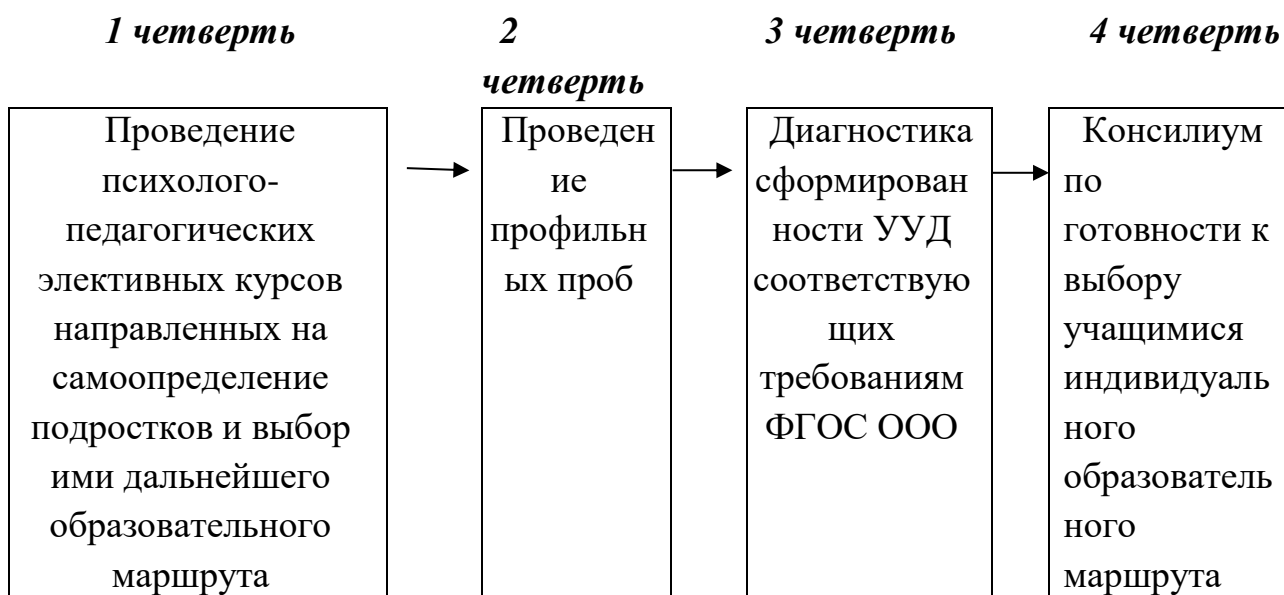 1 четверть
2
четверть
3 четверть
4 четверть
Проведение
психолого-
педагогических
элективных курсов
направленных на
самоопределение
подростков и выбор
ими дальнейшего
образовательного
маршрута
Проведен
ие
профильн
ых проб
Диагностика
сформирован
ности УУД
соответствую
щих
требованиям
ФГОС ООО
Консилиум
по
готовности к
выбору
учащимися
индивидуаль
ного
образователь
ного
маршрута